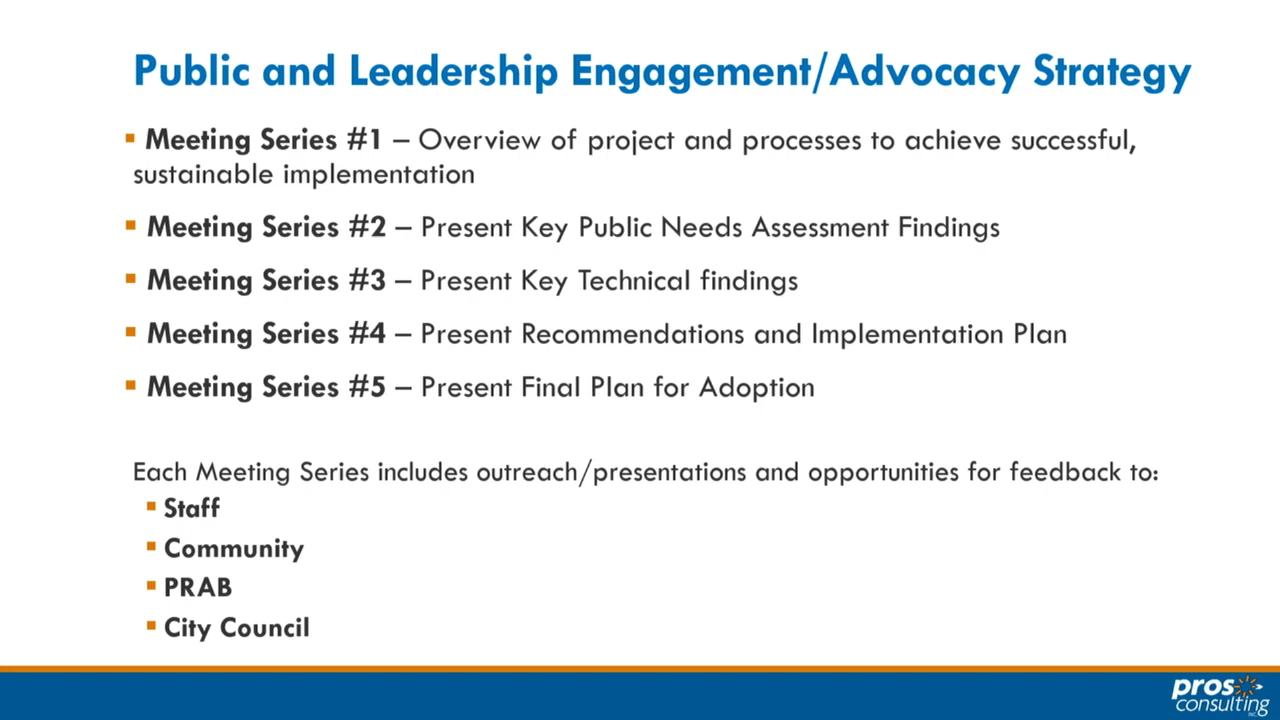 Public and Leadership Engagement/Advocacy Strategy
▪ Meeting Series #1 – Overview of project and processes to achieve successful,
sustainable implementation
▪ Meeting Series #2 – Present Key Public Needs Assessment Findings
▪ Meeting Series #3 – Present Key Technical findings
▪ Meeting Series #4 – Present Recommendations and Implementation Plan
▪ Meeting Series #5 – Present Final Plan for Adoption
Each Meeting Series includes outreach/presentations and opportunities for feedback to:
▪ Staff
▪ Community
▪ PRAB
▪ City Council
pros
consulting
INC.